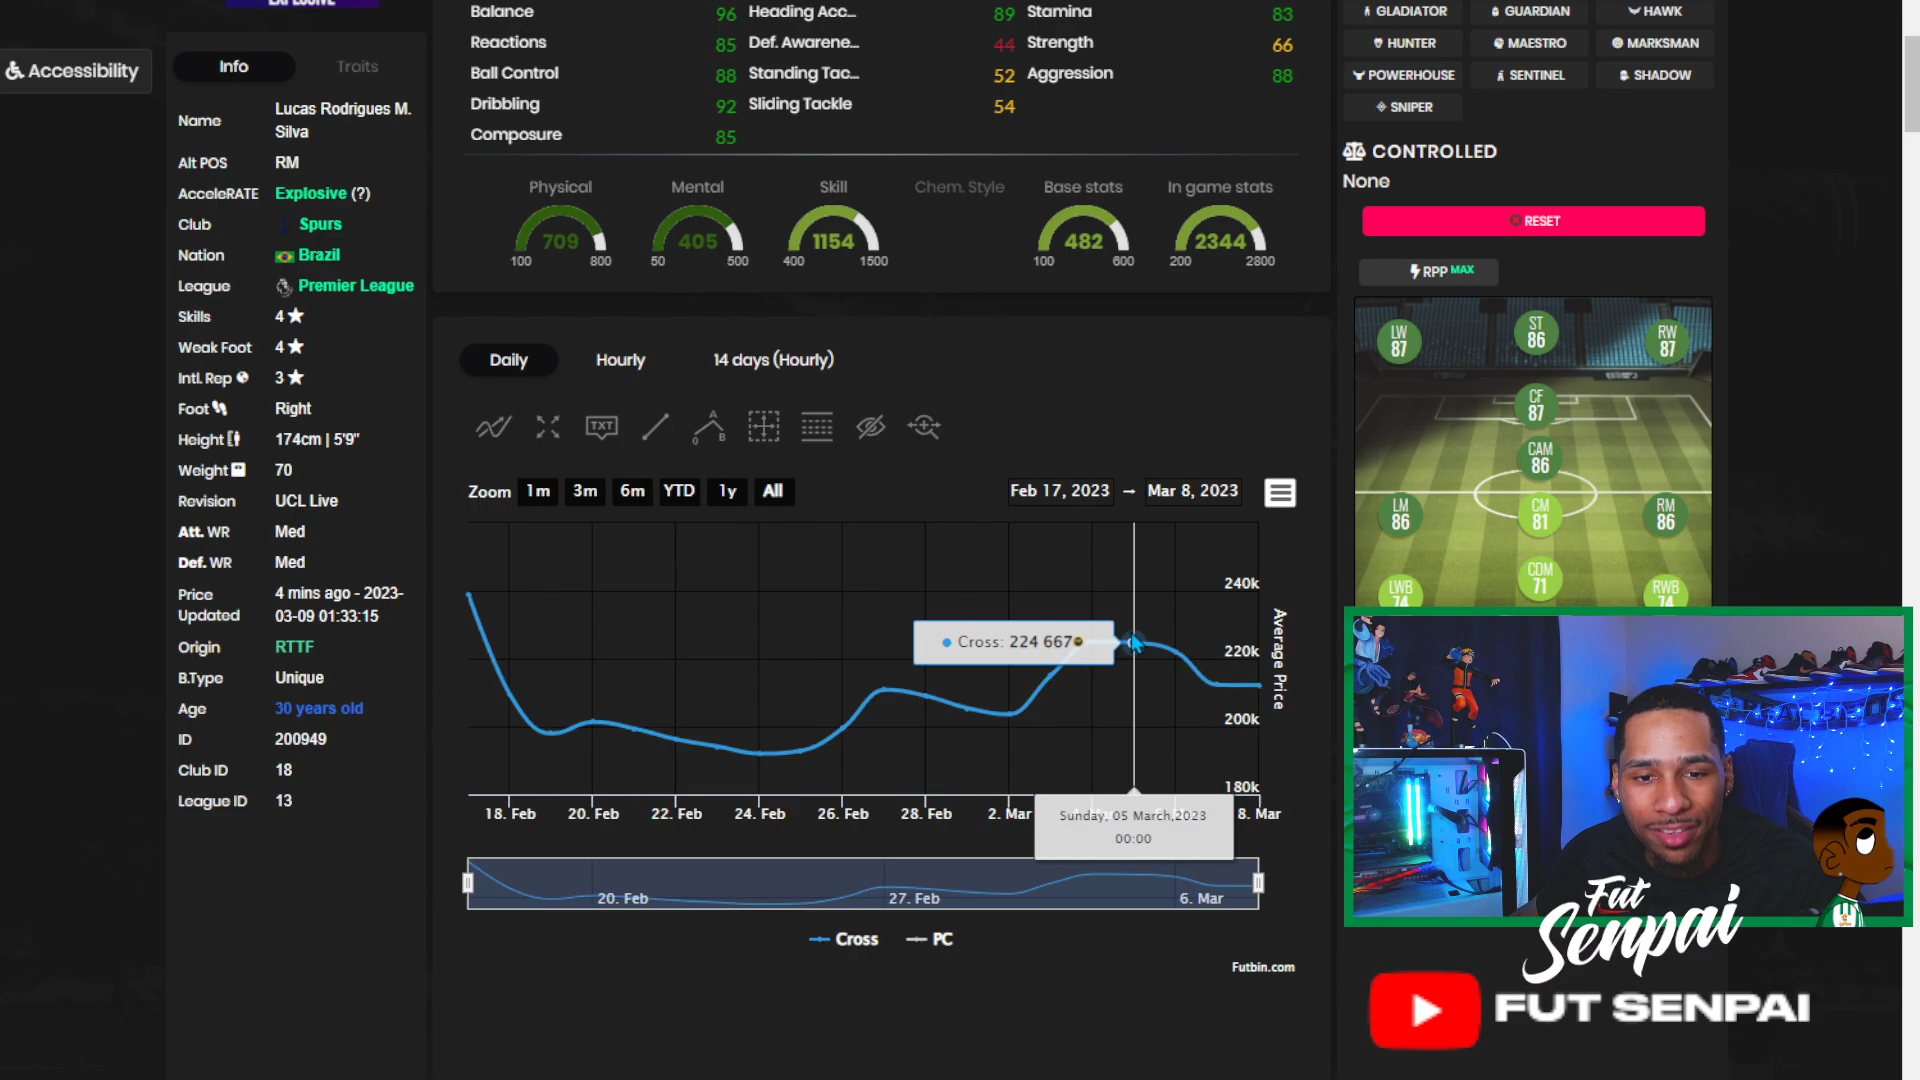 EXPLOSIVE
Accessibility
Info
Traits
Name Lucas Rodrigues M. Silva
Alt POS RM
AcceleRATE Explosive (?)
Club Spurs
Nation Brazil
League Premier League
Skills 4
Weak Foot 4
Intl. Rep 3
Foot Right
Height 174cm | 5'9"
Weight 70
Revision UCL Live
Att. WR Med
Def. WR Med
Price Updated 4 mins ago - 2023-03-09 01:33:15
Origin RTTF
B.Type Unique
Age 30 years old
ID 200949
Club ID 18
League ID 13
Balance 96 Heading Acc... 89 Stamina 83
Reactions 85 Def. Awarene... 44 Strength 66
Ball Control 88 Standing Tac... 52 Aggression 88
Dribbling 92 Sliding Tackle 54
Composure 85
Physical Mental Skill Chem. Style Base stats In game stats
709 405 1154 482 2344
100 800 50 500 400 1500 100 600 200 2800
Daily Hourly 14 days (Hourly)
TXT
A
0 B
Zoom 1m 3m 6m YTD 1y All
Feb 17, 2023 → Mar 8, 2023
240k
220k
200k
180k
Average Price
Cross: 224 667
18. Feb 20. Feb 22. Feb 24. Feb 26. Feb 28. Feb 2. Mar 8. Mar
Sunday, 05 March,2023
00:00
20. Feb 27. Feb 6. Mar
Cross PC
Futbin.com
GLADIATOR GUARDIAN HAWK
HUNTER MAESTRO MARKSMAN
POWERHOUSE SENTINEL SHADOW
SNIPER
CONTROLLED
None
RESET
RPP MAX
LW 87
ST 86
RW 87
CF 87
CAM 86
LM 86
CM 81
RM 86
CDM 71
LWB 74
RWB 74
Fut
Senpai
FUT SENPAI